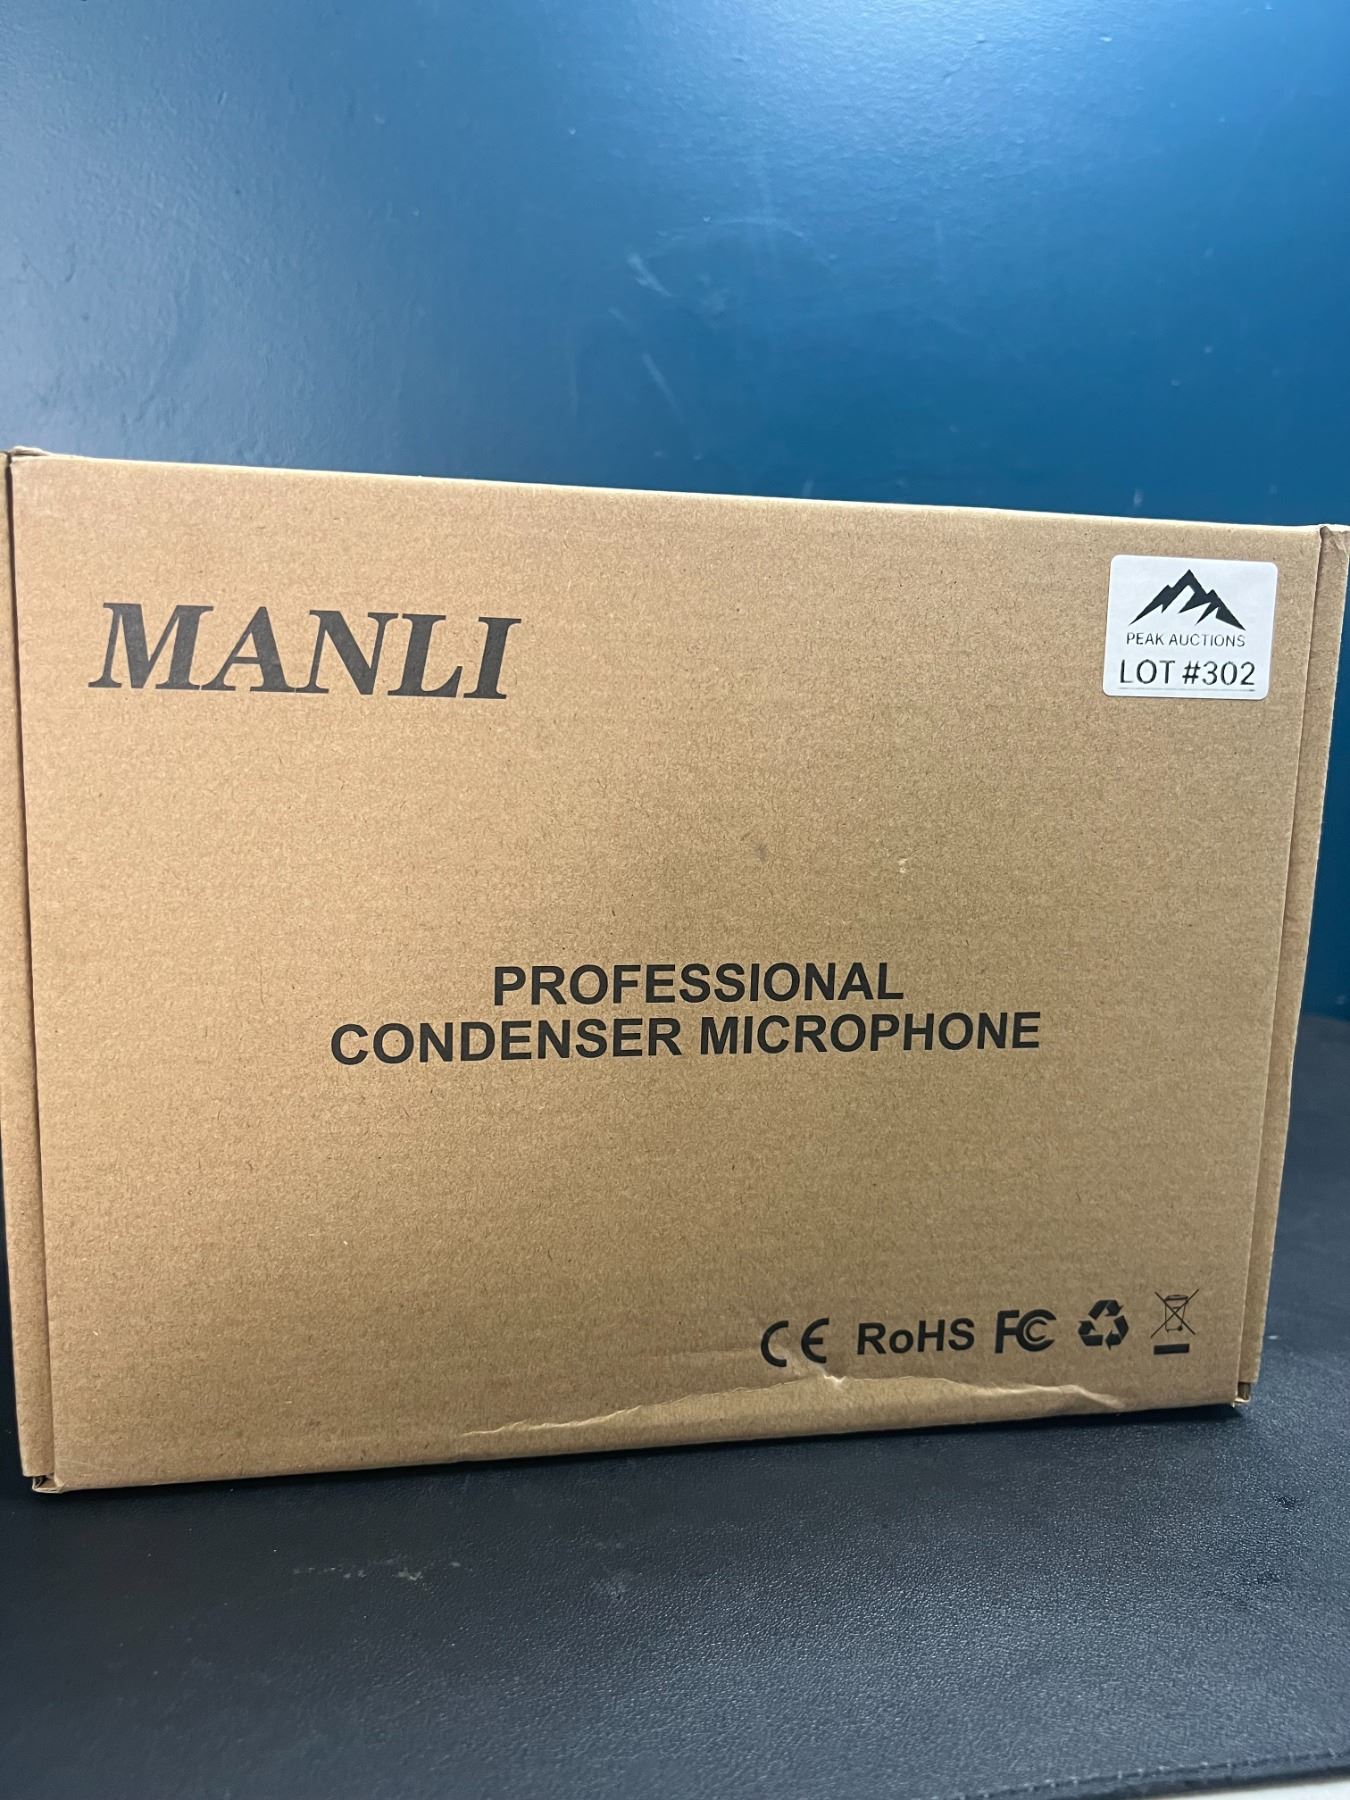 MANLI
PEAK AUCTIONS
LOT #302
PROFESSIONAL
CONDENSER MICROPHONE
CE RoHS FC